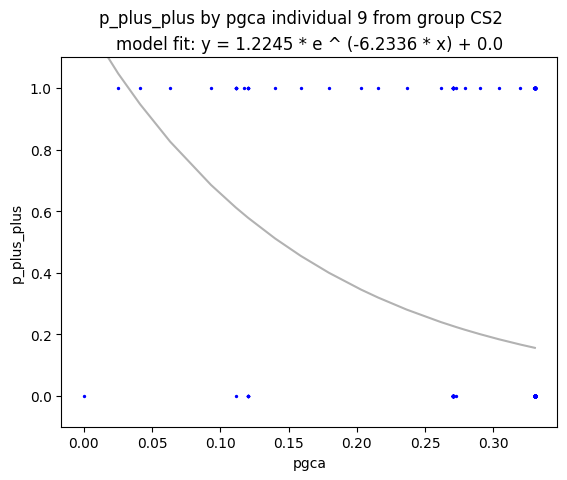 p_plus_plus by pgca individual 9 from group CS2
model fit: y = 1.2245 * e ^ (-6.2336 * x) + 0.0
1.0
0.8
0.6
0.4
0.2
0.0
p_plus_plus
0.00 0.05 0.10 0.15 0.20 0.25 0.30
pgca